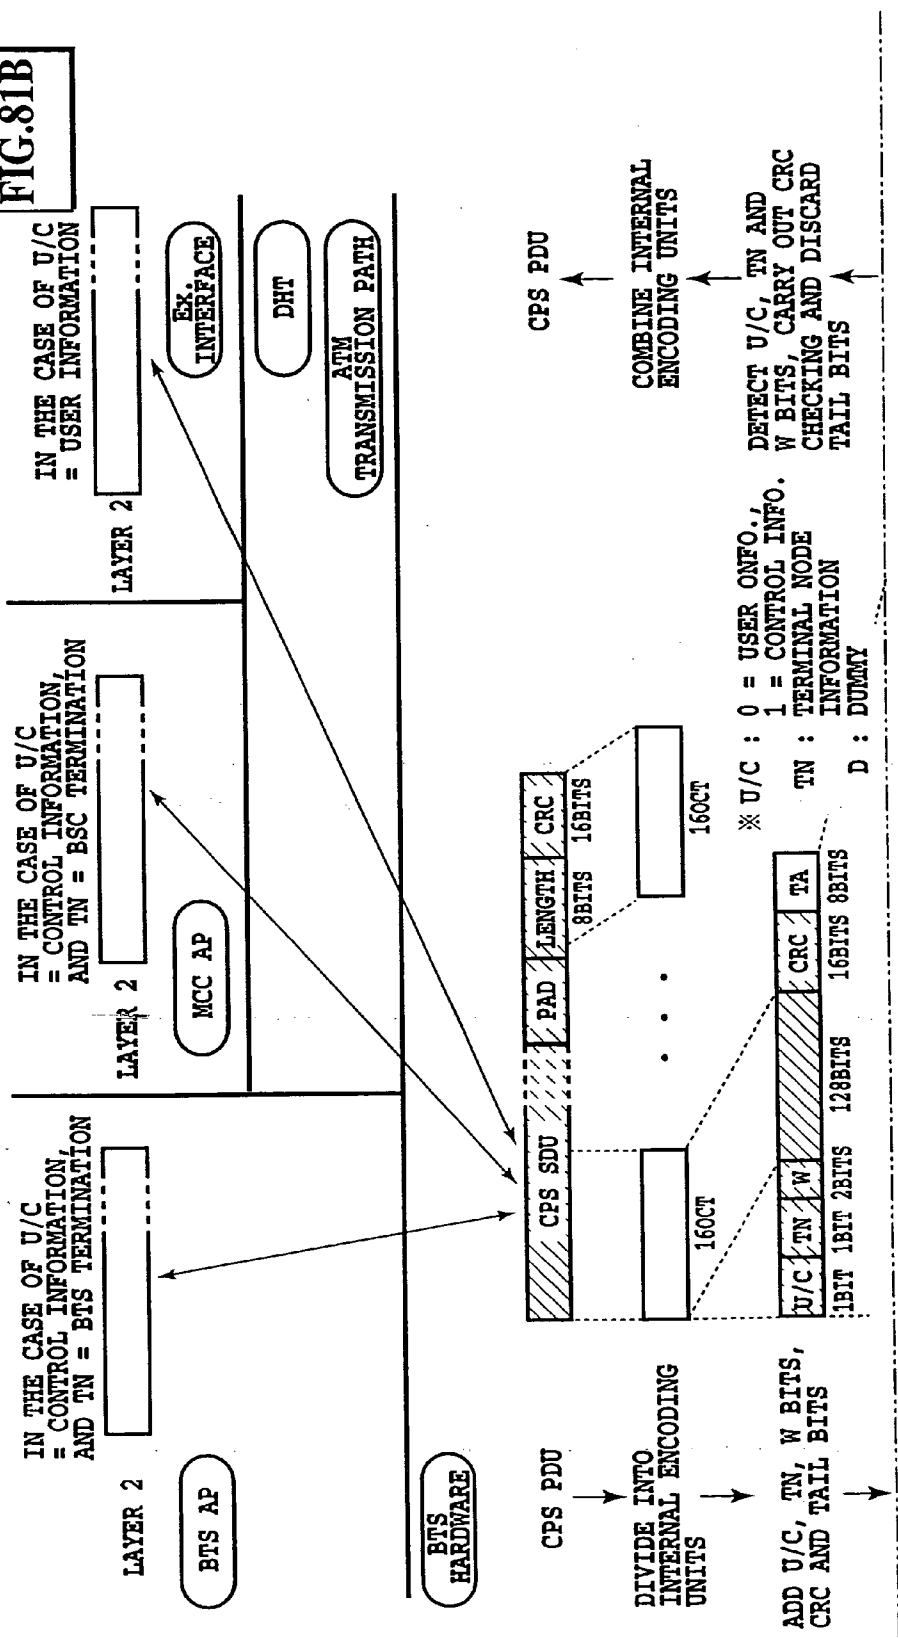 FIG.81B
IN THE CASE OF U/C
= CONTROL INFORMATION,
AND TN = BTS TERMINATION
LAYER 2
BTS AP
IN THE CASE OF U/C
= CONTROL INFORMATION,
AND TN = BSC TERMINATION
LAYER 2
MCC AP
IN THE CASE OF U/C
= USER INFORMATION
LAYER 2
Ex.
INTERFACE
DHT
ATM
TRANSMISSION PATH
BTS
HARDWARE
CPS PDU
DIVIDE INTO
INTERNAL ENCODING
UNITS
ADD U/C, TN, W BITS,
CRC AND TAIL BITS
CPS SDU
PAD
LENGTH
CRC
8BITS
16BITS
16OCT
. . .
16OCT
U/C
TN
W
CRC
TA
1BIT
1BIT
2BITS
128BITS
16BITS
8BITS
※ U/C : 0 = USER ONFO.,
1 = CONTROL INFO.
TN : TERMINAL NODE
INFORMATION
D : DUMMY
CPS PDU
COMBINE INTERNAL
ENCODING UNITS
DETECT U/C, TN AND
W BITS, CARRY OUT CRC
CHECKING AND DISCARD
TAIL BITS